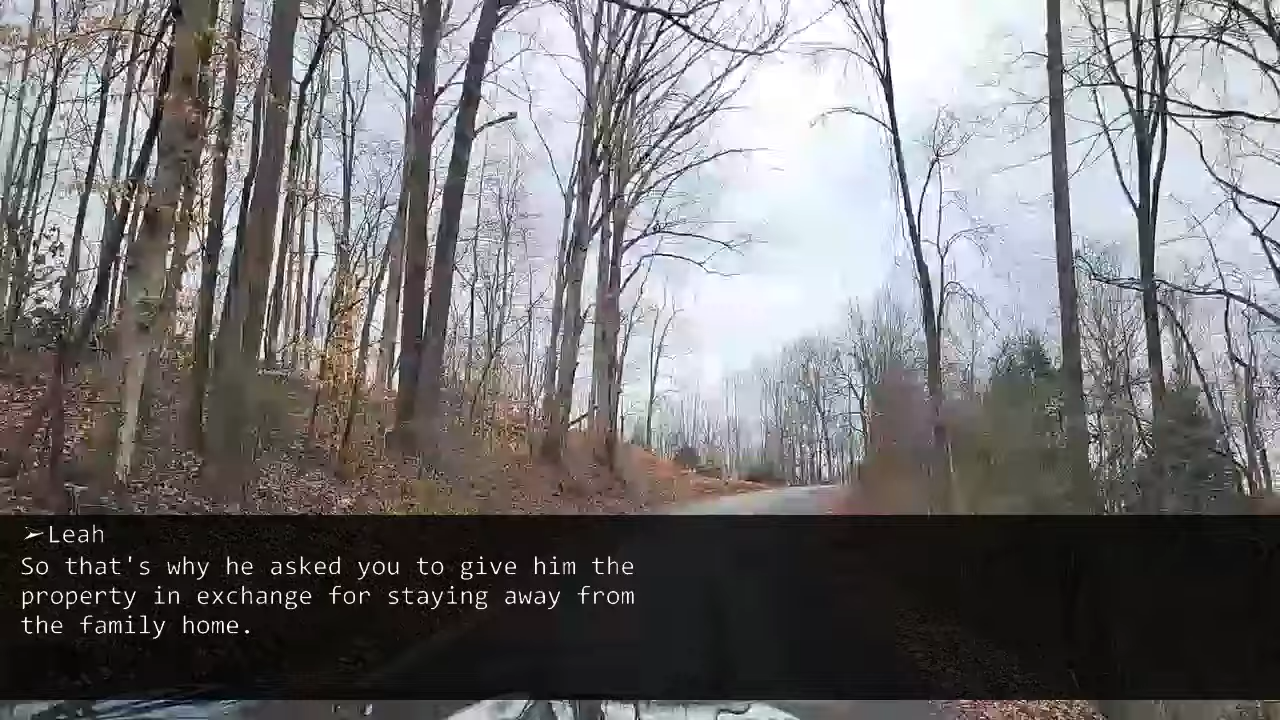 ➢Leah
So that's why he asked you to give him the
property in exchange for staying away from
the family home.